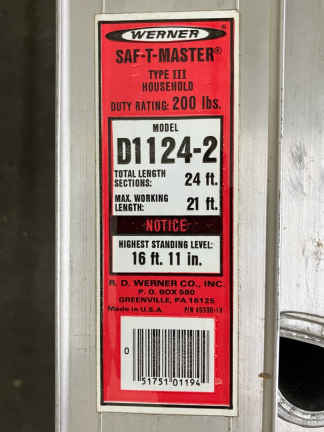 WERNER
SAF-T-MASTER®
TYPE III
HOUSEHOLD
DUTY RATING: 200 lbs.
MODEL
D1124-2
TOTAL LENGTH SECTIONS: 24 ft.
MAX. WORKING LENGTH: 21 ft.
NOTICE
HIGHEST STANDING LEVEL:
16 ft. 11 in.
R. D. WERNER CO., INC.
P. O. BOX 580
GREENVILLE, PA 16125
Made in U.S.A. P/N
0
51751 01194